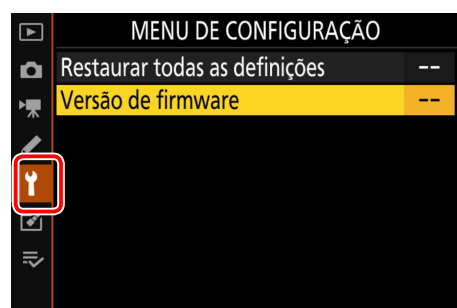 MENU DE CONFIGURAÇÃO
Restaurar todas as definições --
Versão de firmware --